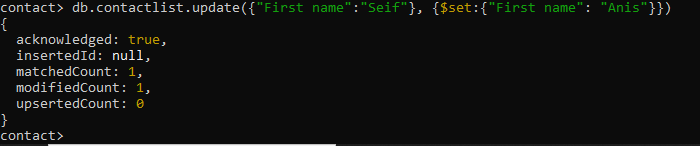 contact> db.contactlist.update({"First name":"Seif"}, {$set:{"First name": "Anis"}})
{
  acknowledged: true,
  insertedId: null,
  matchedCount: 1,
  modifiedCount: 1,
  upsertedCount: 0
}
contact>